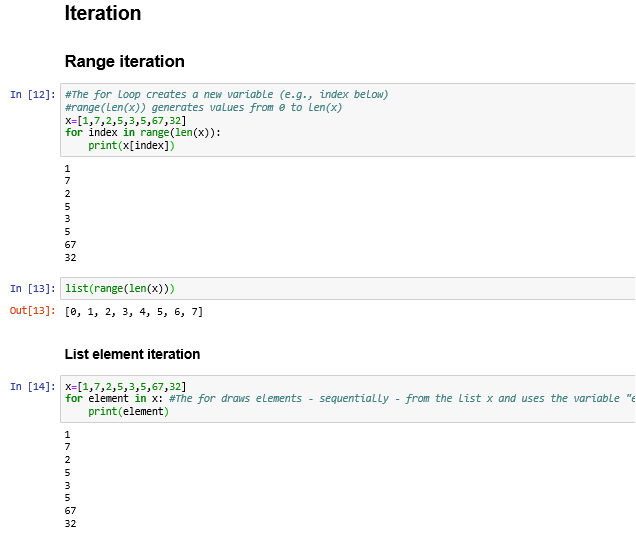 Iteration
Range iteration
In [12]: #The for loop creates a new variable (e.g., index below)
#range(len(x)) generates values from 0 to len(x)
x=[1,7,2,5,3,5,67,32]
for index in range(len(x)):
    print(x[index])
1
7
2
5
3
5
67
32
In [13]: list(range(len(x)))
Out[13]: [0, 1, 2, 3, 4, 5, 6, 7]
List element iteration
In [14]: x=[1,7,2,5,3,5,67,32]
for element in x: #The for draws elements - sequentially - from the list x and uses the variable "e
    print(element)
1
7
2
5
3
5
67
32